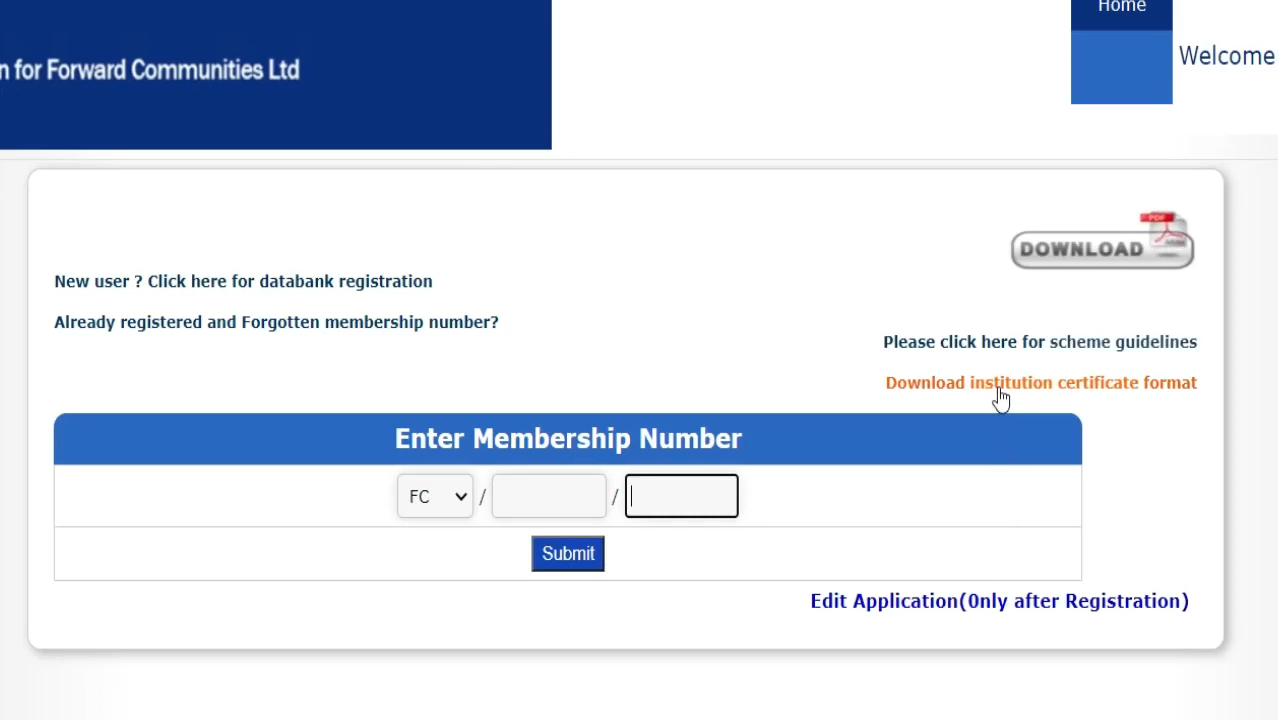 Home
Welcome
n for Forward Communities Ltd
PDF
DOWNLOAD
New user ? Click here for databank registration
Already registered and Forgotten membership number?
Please click here for scheme guidelines
Download institution certificate format
Enter Membership Number
FC / /
Submit
Edit Application(Only after Registration)